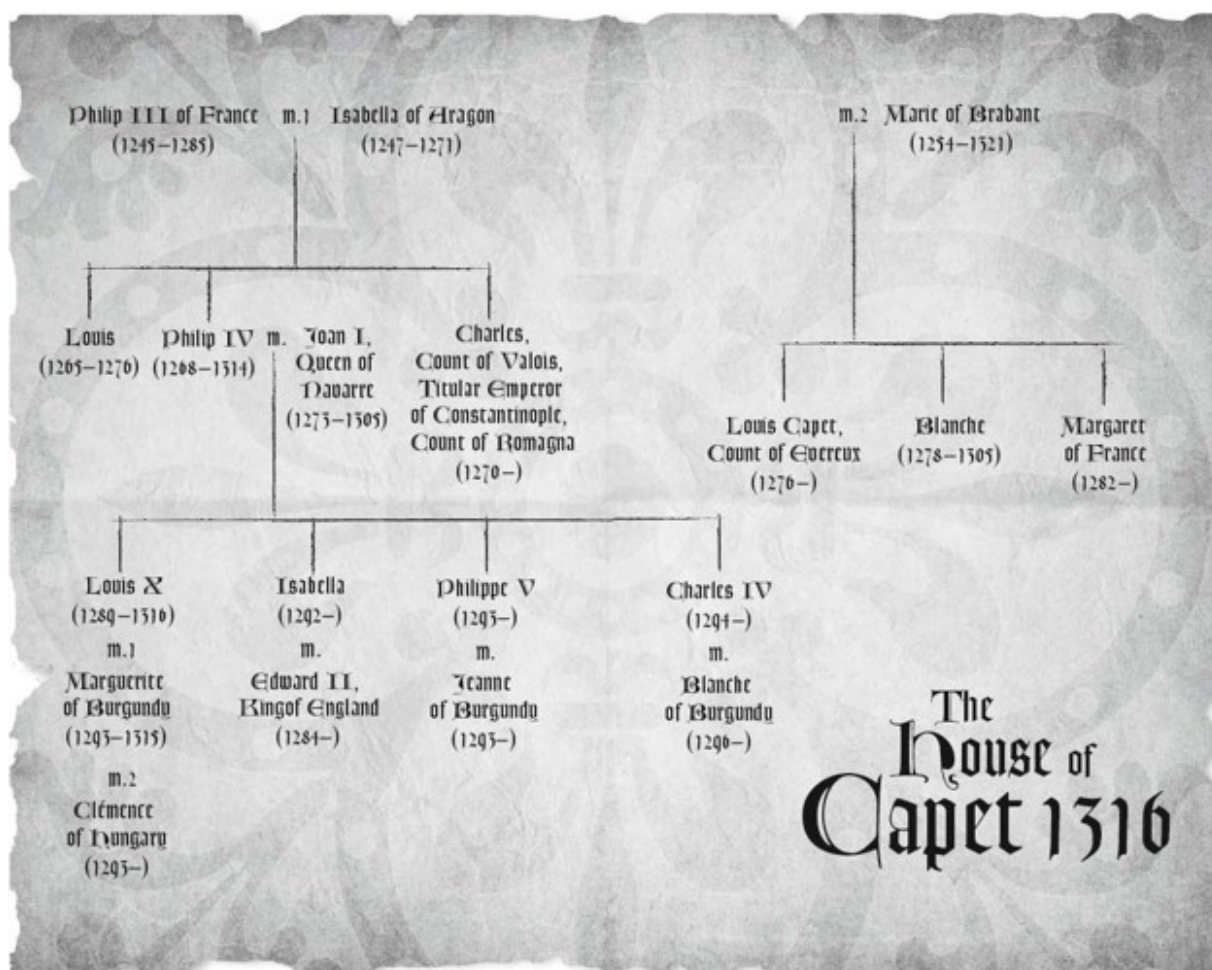 Philip III of France m.1 Isabella of Aragon m.2 Marie of Brabant
(1245–1285) (1247–1271) (1254–1321)
Louis
(1265–1276)
Philip IV m. Joan I,
(1268–1314)
Queen of
Navarre
(1273–1305)
Charles,
Count of Valois,
Titular Emperor
of Constantinople,
Count of Romagna
(1270–)
Louis Capet,
Count of Evereux
(1276–)
Blanche
(1278–1305)
Margaret
of France
(1282–)
Louis X
(1289–1316)
m.1
Marguerite
of Burgundy
(1293–1315)
m.2
Clémence
of Hungary
(1293–)
Isabella
(1292–)
m.
Edward II,
Kingof England
(1284–)
Philippe V
(1293–)
m.
Jeanne
of Burgundy
(1293–)
Charles IV
(1294–)
m.
Blanche
of Burgundy
(1296–)
The
House of
Capet 1316